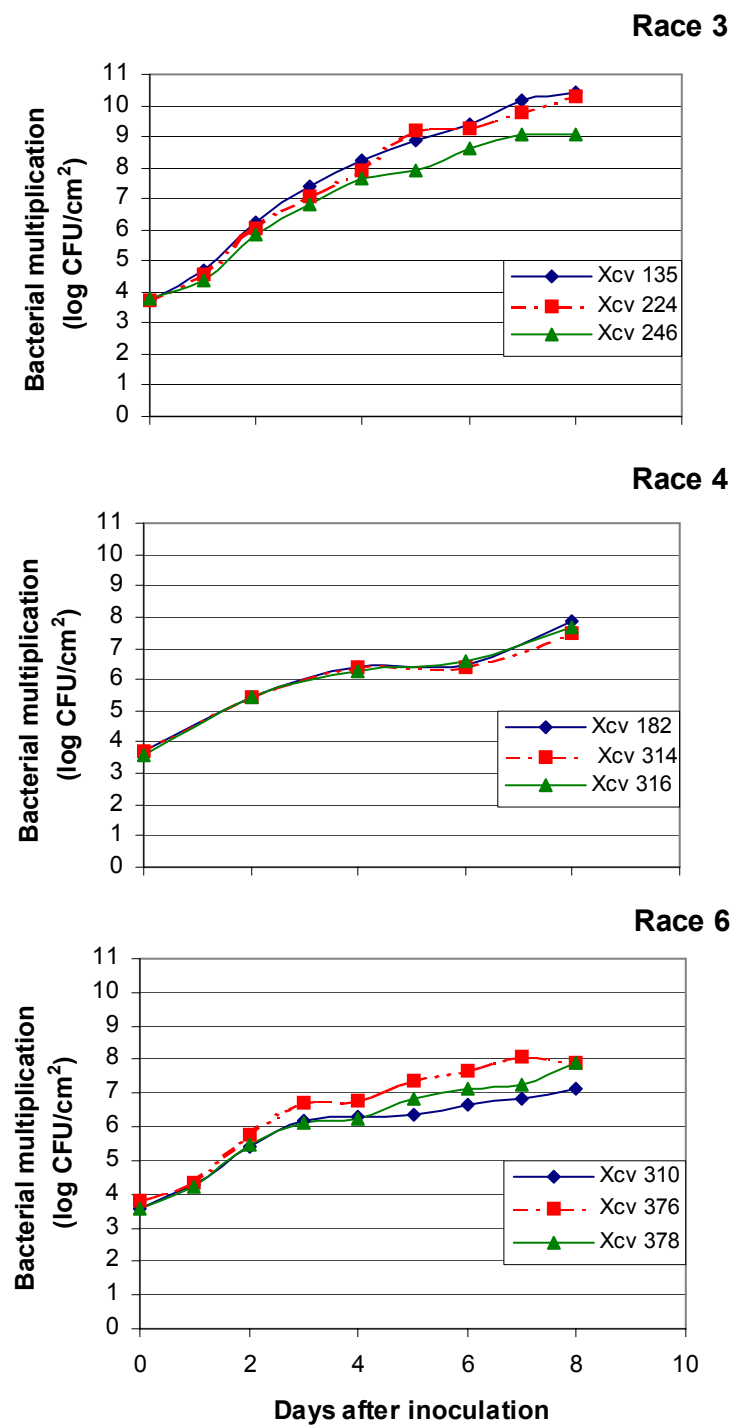 Race 3
Bacterial multiplication
(log CFU/cm²)
11
10
9
8
7
6
5
4
3
2
1
0
Xcv 135
Xcv 224
Xcv 246
Race 4
Bacterial multiplication
(log CFU/cm²)
11
10
9
8
7
6
5
4
3
2
1
0
Xcv 182
Xcv 314
Xcv 316
Race 6
Bacterial multiplication
(log CFU/cm²)
11
10
9
8
7
6
5
4
3
2
1
0
Xcv 310
Xcv 376
Xcv 378
0 2 4 6 8 10
Days after inoculation